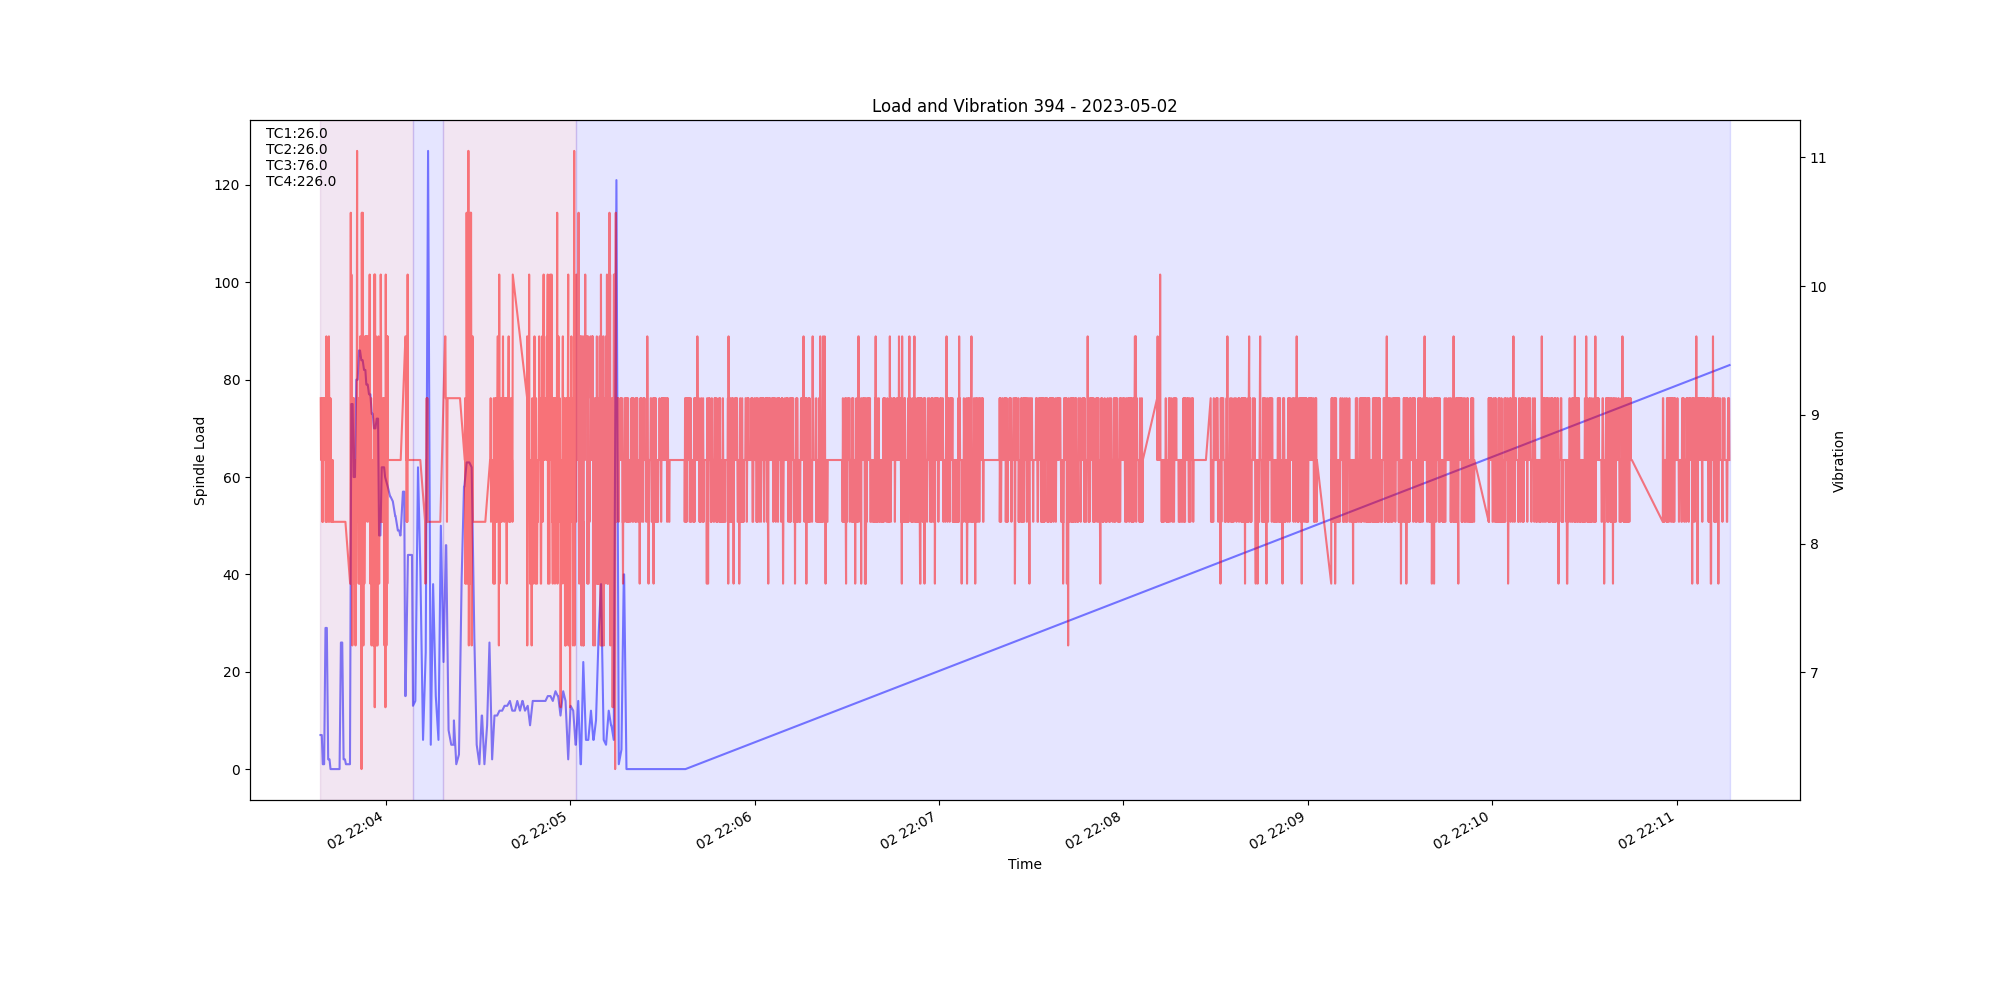 Load and Vibration 394 - 2023-05-02
TC1:26.0
TC2:26.0
TC3:76.0
TC4:226.0
120
100
80
60
40
20
0
Spindle Load
11
10
9
8
7
Vibration
02 22:04
02 22:05
02 22:06
02 22:07
02 22:08
02 22:09
02 22:10
02 22:11
Time